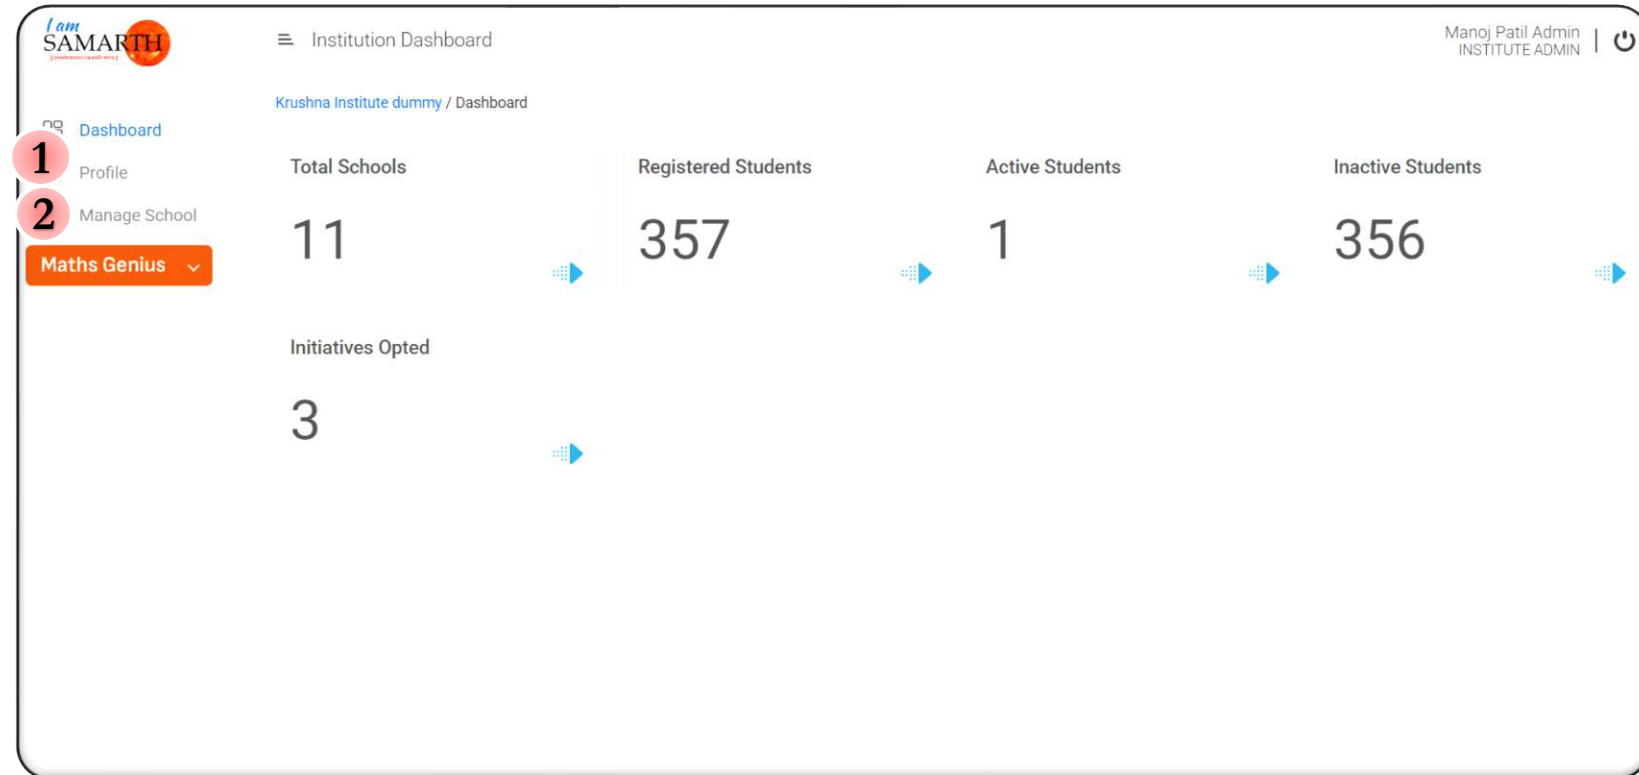 I am
SAMARTH
Institution Dashboard
Manoj Patil Admin
INSTITUTE ADMIN
Krushna Institute dummy / Dashboard
Dashboard
1
Profile
2
Manage School
Maths Genius
Total Schools
11
Registered Students
357
Active Students
1
Inactive Students
356
Initiatives Opted
3